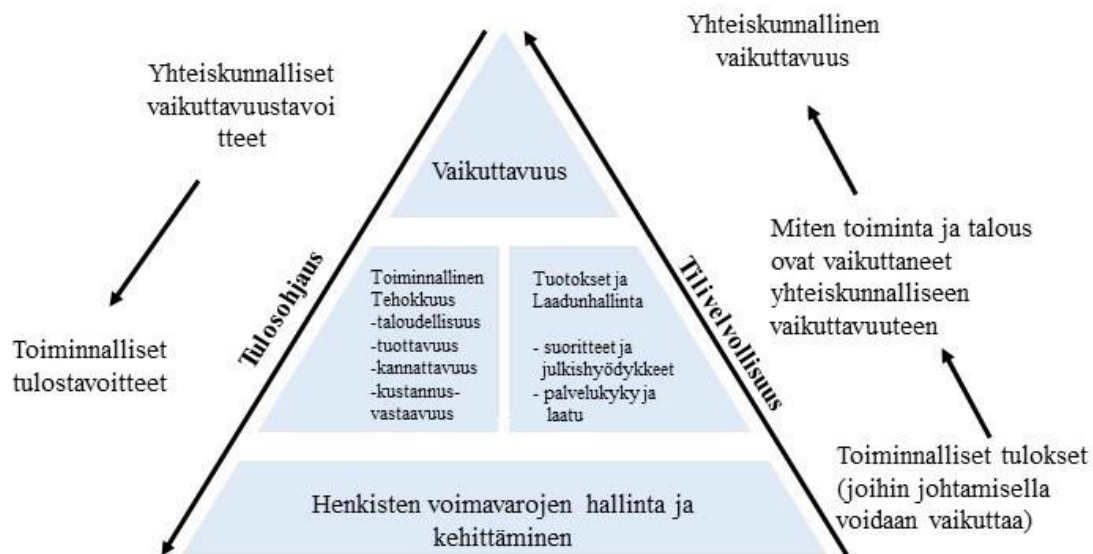 Yhteiskunnalliset
vaikuttavuustavoi
tteet
Toiminnalliset
tulostavoitteet
Tulosohjaus
Vaikuttavuus
Toiminnallinen
Tehokkuus
-taloudellisuus
-tuottavuus
-kannattavuus
-kustannus-
vastaavuus
Tuotokset ja
Laadunhallinta
- suoritteet ja
julkishyödykkeet
- palvelukyky ja
laatu
Henkisten voimavarojen hallinta ja
kehittäminen
Tilivelvollisuus
Yhteiskunnallinen
vaikuttavuus
Miten toiminta ja talous
ovat vaikuttaneet
yhteiskunnalliseen
vaikuttavuuteen
Toiminnalliset tulokset
(joihin johtamisella
voidaan vaikuttaa)